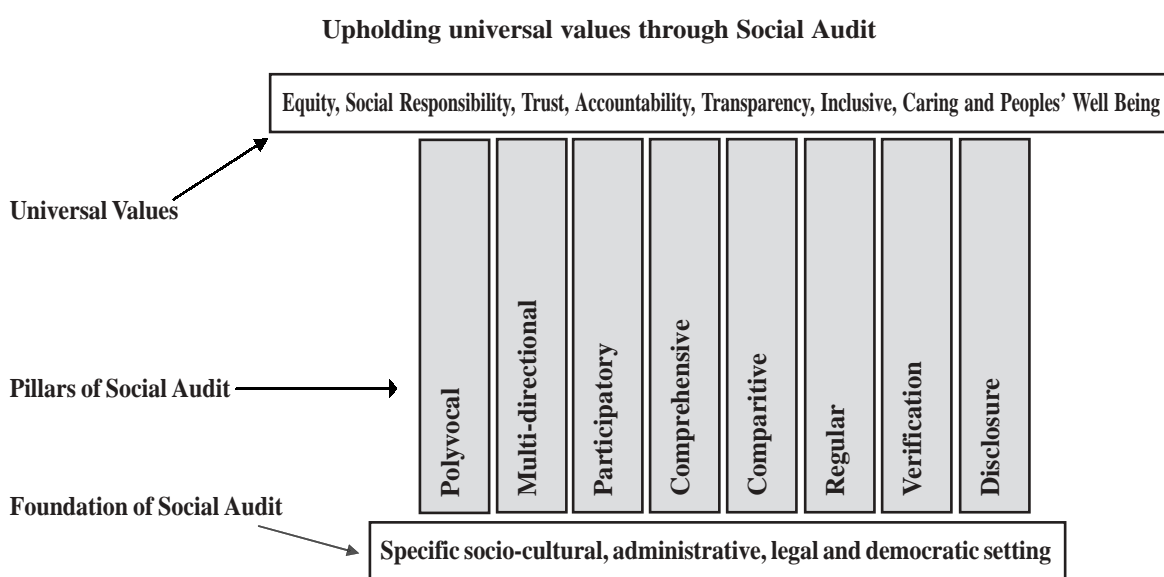 Upholding universal values through Social Audit
Equity, Social Responsibility, Trust, Accountability, Transparency, Inclusive, Caring and Peoples’ Well Being
Universal Values
Pillars of Social Audit
Polyvocal
Multi-directional
Participatory
Comprehensive
Comparitive
Regular
Verification
Disclosure
Foundation of Social Audit
Specific socio-cultural, administrative, legal and democratic setting